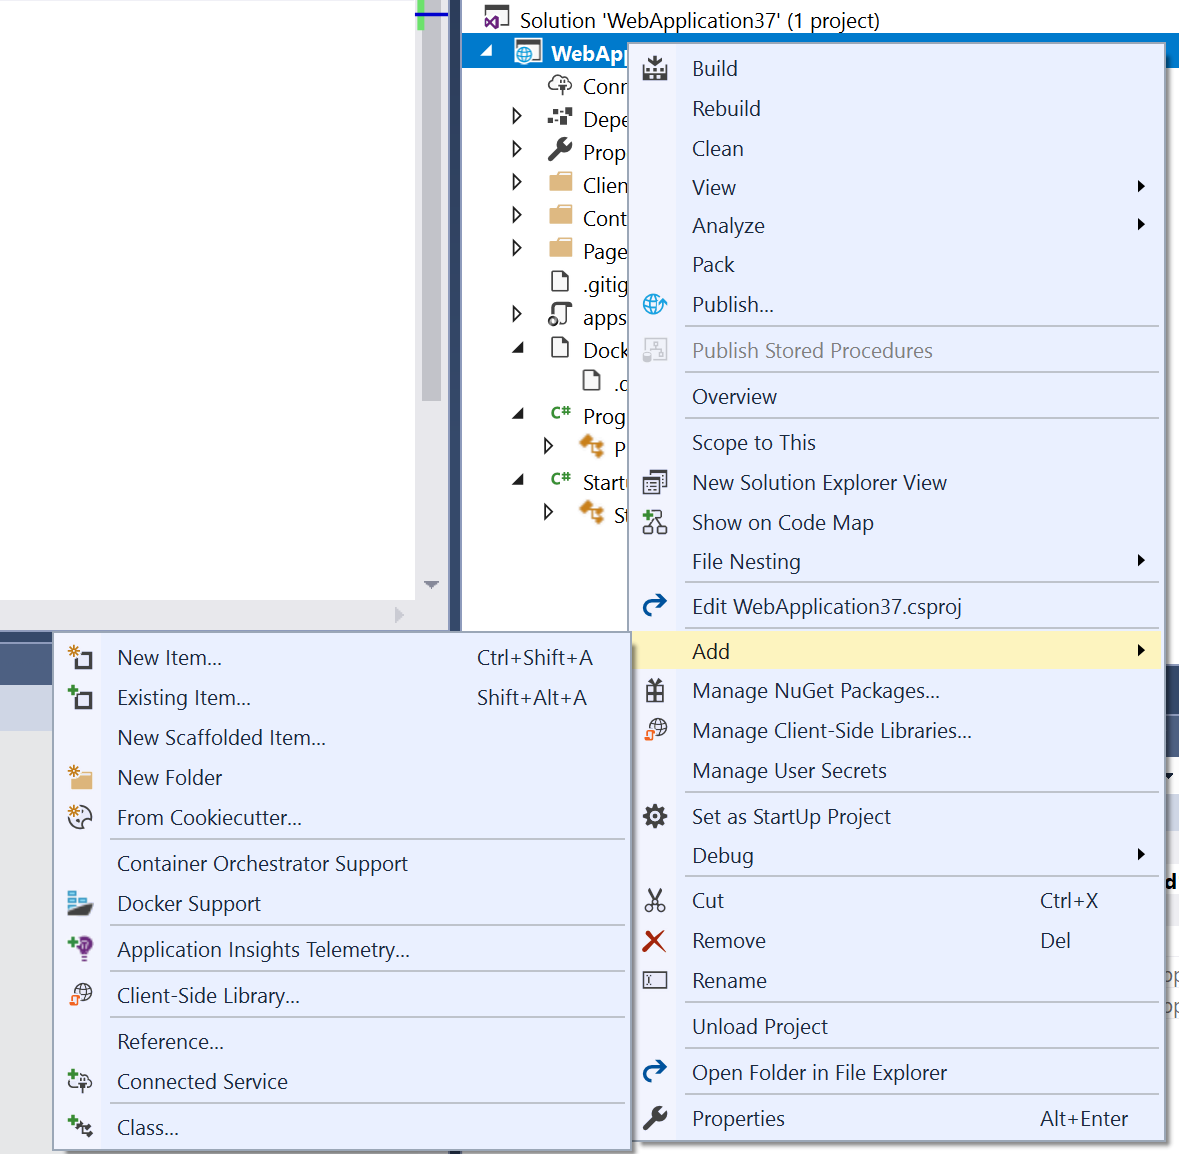 Solution 'WebApplication37' (1 project)
WebApp
Conn
Depe
Prop
Clien
Cont
Page
.gitig
apps
Dock
C# Prog
C# Start
Build
Rebuild
Clean
View
Analyze
Pack
Publish...
Publish Stored Procedures
Overview
Scope to This
New Solution Explorer View
Show on Code Map
File Nesting
Edit WebApplication37.csproj
Add
Manage NuGet Packages...
Manage Client-Side Libraries...
Manage User Secrets
Set as StartUp Project
Debug
Cut Ctrl+X
Remove Del
Rename
Unload Project
Open Folder in File Explorer
Properties Alt+Enter
New Item... Ctrl+Shift+A
Existing Item... Shift+Alt+A
New Scaffolded Item...
New Folder
From Cookiecutter...
Container Orchestrator Support
Docker Support
Application Insights Telemetry...
Client-Side Library...
Reference...
Connected Service
Class...